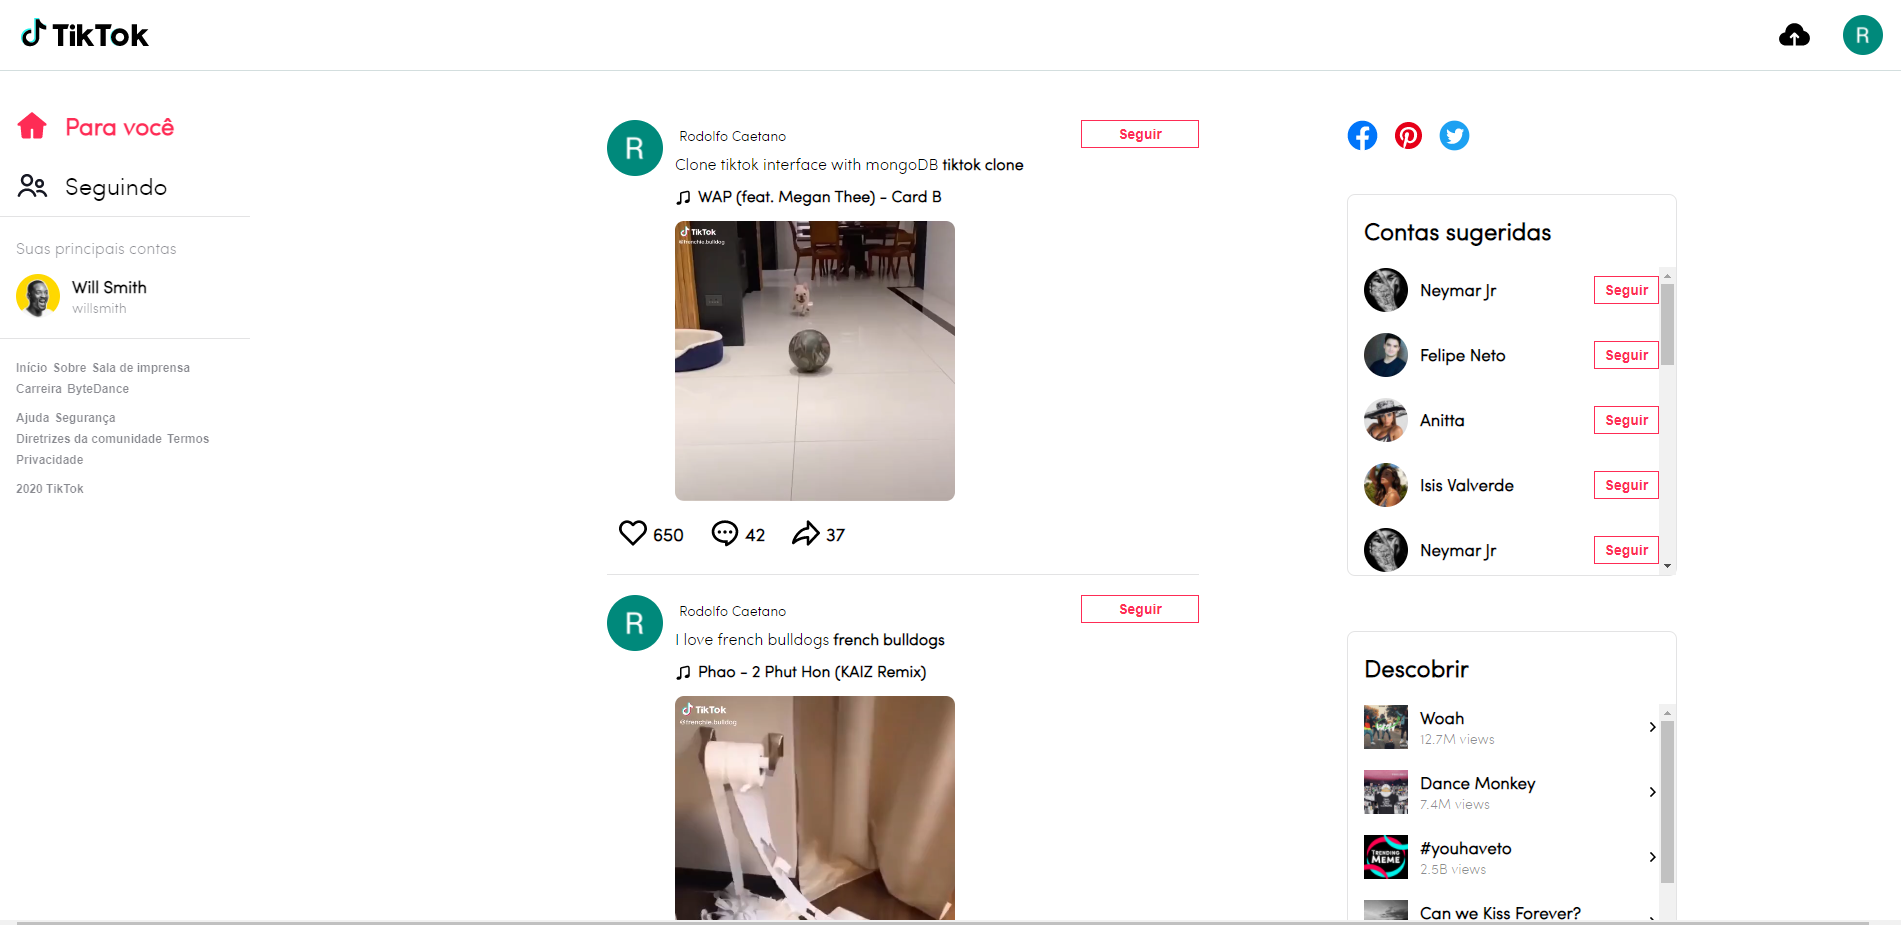 TikTok
R
Para você
Seguindo
Suas principais contas
Will Smith
willsmith
Início Sobre Sala de imprensa
Carreira ByteDance
Ajuda Segurança
Diretrizes da comunidade Termos
Privacidade
2020 TikTok
R
Rodolfo Caetano
Seguir
Clone tiktok interface with mongoDB tiktok clone
WAP (feat. Megan Thee) - Card B
TikTok
@frenchie.bulldog
650
42
37
R
Rodolfo Caetano
Seguir
I love french bulldogs french bulldogs
Phao - 2 Phut Hon (KAIZ Remix)
TikTok
@frenchie.bulldog
Contas sugeridas
Neymar Jr
Seguir
Felipe Neto
Seguir
Anitta
Seguir
Isis Valverde
Seguir
Neymar Jr
Seguir
Descobrir
Woah
12.7M views
Dance Monkey
7.4M views
TRENDING
MEME
#youhaveto
2.5B views
Can we Kiss Forever?